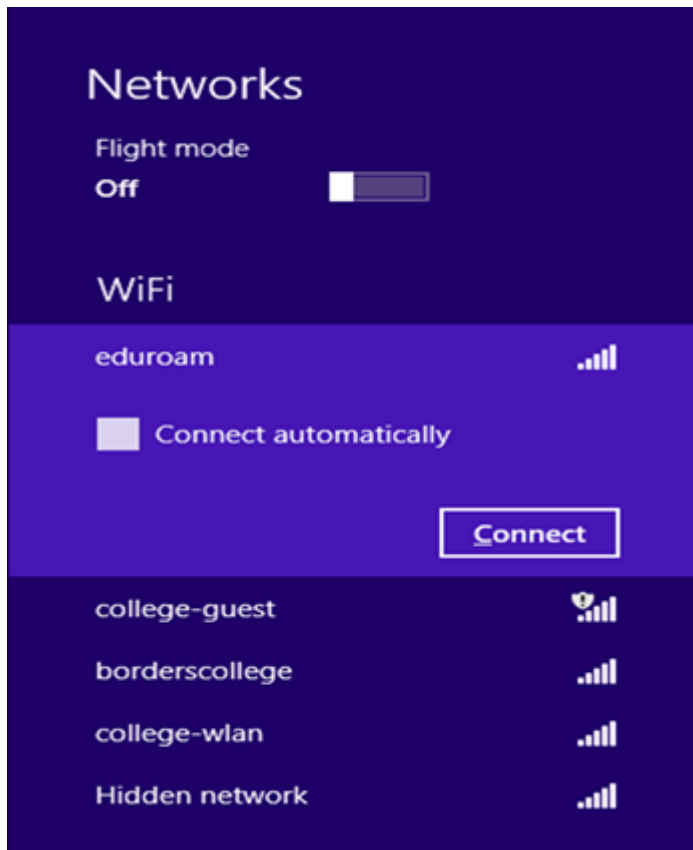 Networks
Flight mode
Off
WiFi
eduroam
Connect automatically
Connect
college-guest
borderscollege
college-wlan
Hidden network